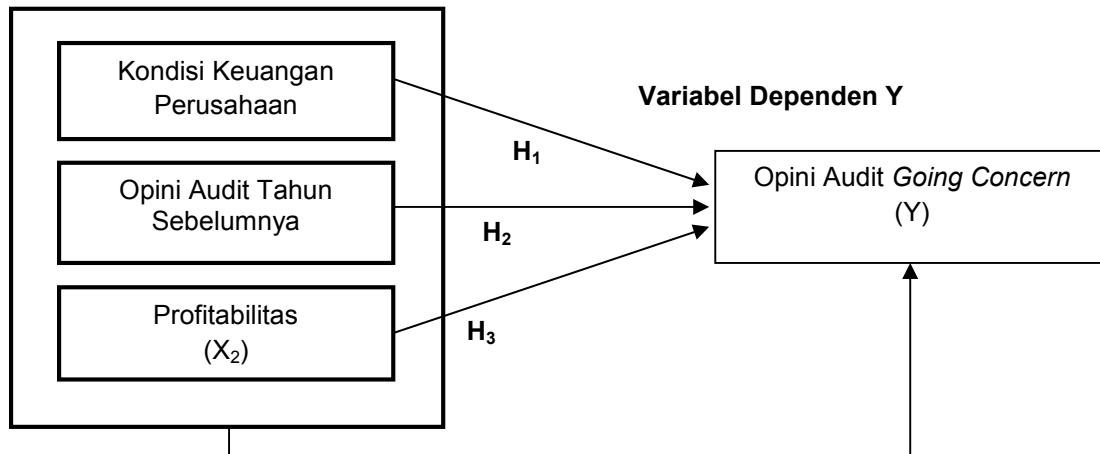 Kondisi Keuangan
Perusahaan
Variabel Dependen Y
H₁
Opini Audit Tahun
Sebelumnya
Opini Audit Going Concern
(Y)
H₂
Profitabilitas
(X₂)
H₃